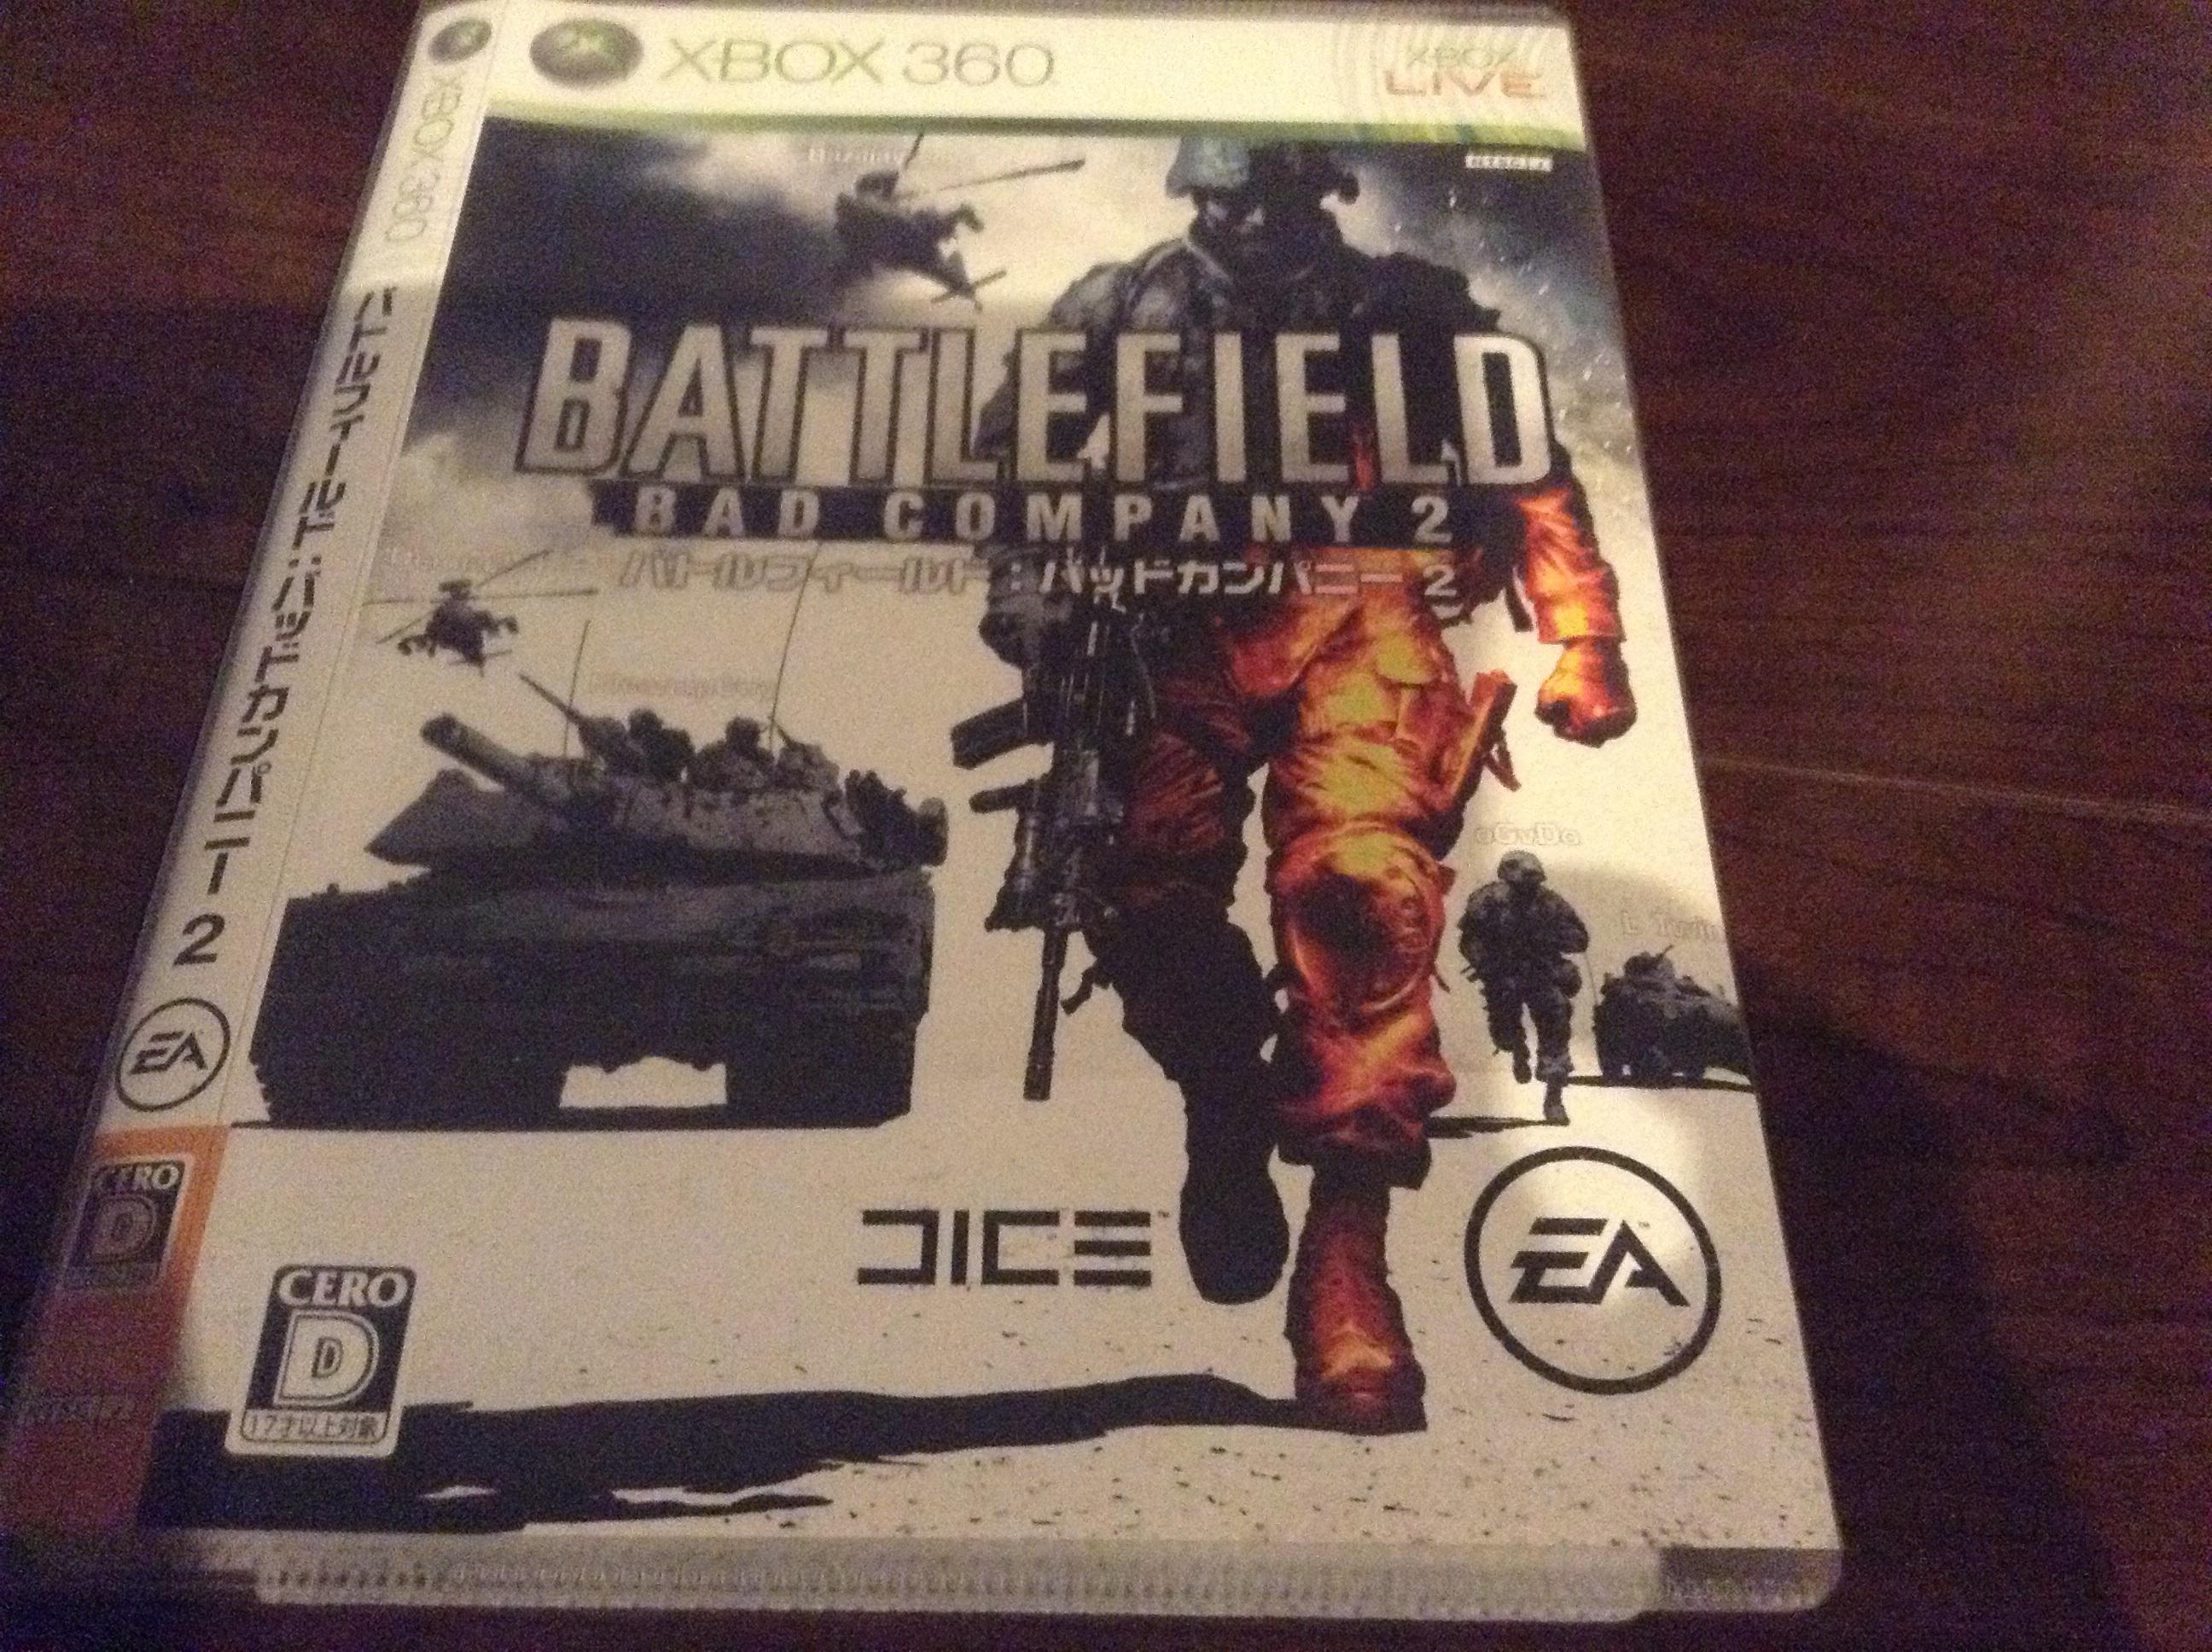 XBOX 360
XBOX
LIVE
BATTLEFIELD
BAD COMPANY 2
バトルフィールド:バッドカンパニー 2
aGuDo
DICE
EA
CERO
D
17才以上対象
XBOX 360
バトルフィールド:バッドカンパニー 2
EA
CERO
D